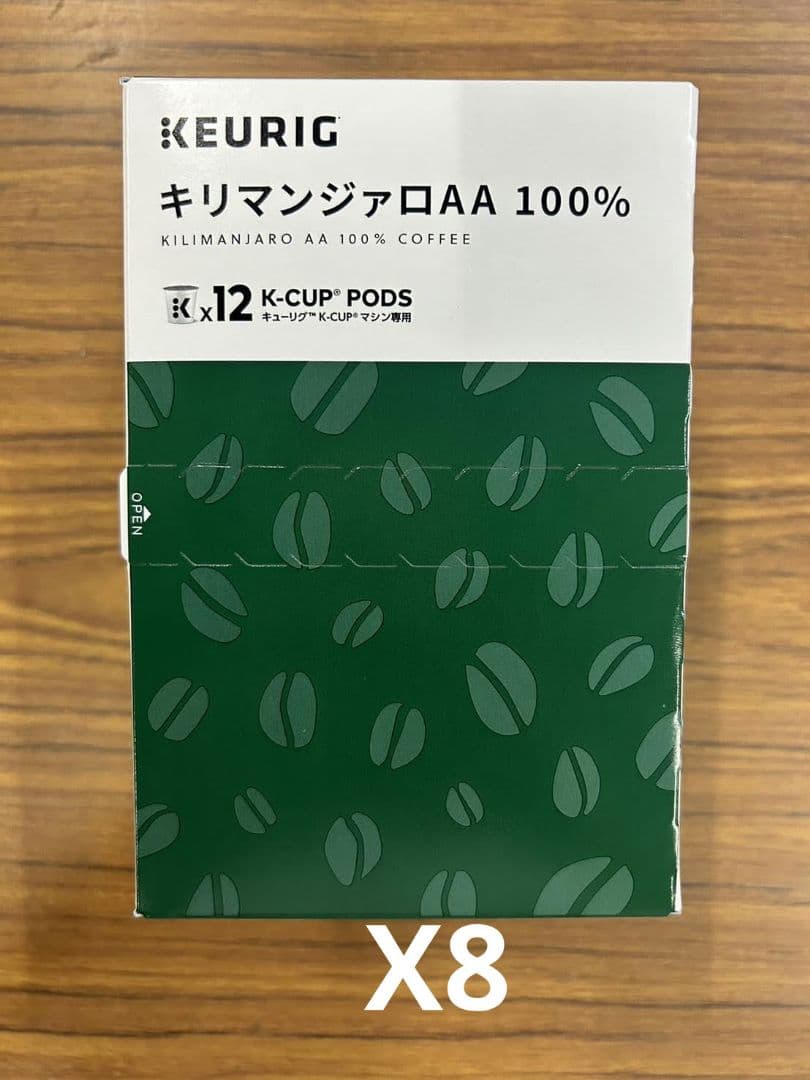 KEURIG
キリマンジァロAA 100%
KILIMANJARO AA 100% COFFEE
x12 K-CUP® PODS
キューリグ™ K-CUP® マシン専用
OPEN
X8